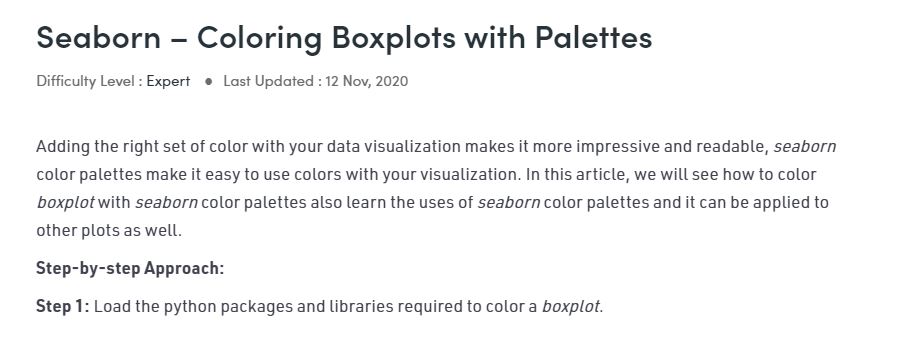 Seaborn – Coloring Boxplots with Palettes
Difficulty Level : Expert ● Last Updated : 12 Nov, 2020
Adding the right set of color with your data visualization makes it more impressive and readable, seaborn
color palettes make it easy to use colors with your visualization. In this article, we will see how to color
boxplot with seaborn color palettes also learn the uses of seaborn color palettes and it can be applied to
other plots as well.
Step-by-step Approach:
Step 1: Load the python packages and libraries required to color a boxplot.